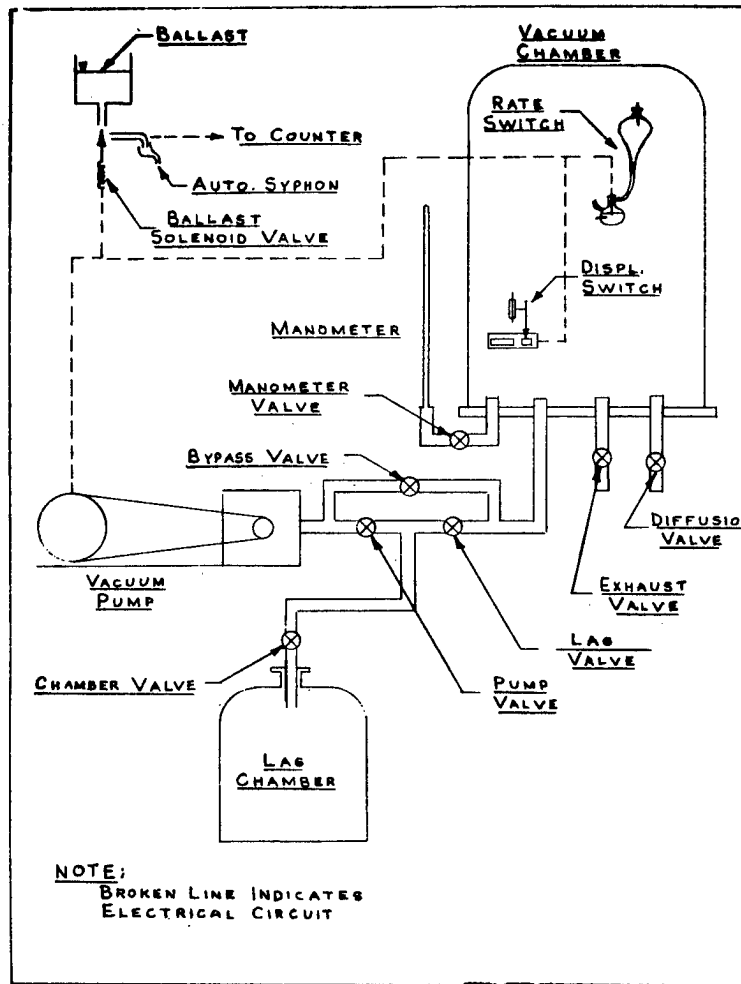 BALLAST
VACUUM
CHAMBER
RATE
SWITCH
TO COUNTER
AUTO. SYPHON
BALLAST
SOLENOID VALVE
DISPL.
SWITCH
MANOMETER
MANOMETER
VALVE
BYPASS VALVE
DIFFUSION
VALVE
VACUUM
PUMP
EXHAUST
VALVE
LAG
VALVE
CHAMBER VALVE
PUMP
VALVE
LAG
CHAMBER
NOTE;
BROKEN LINE INDICATES
ELECTRICAL CIRCUIT